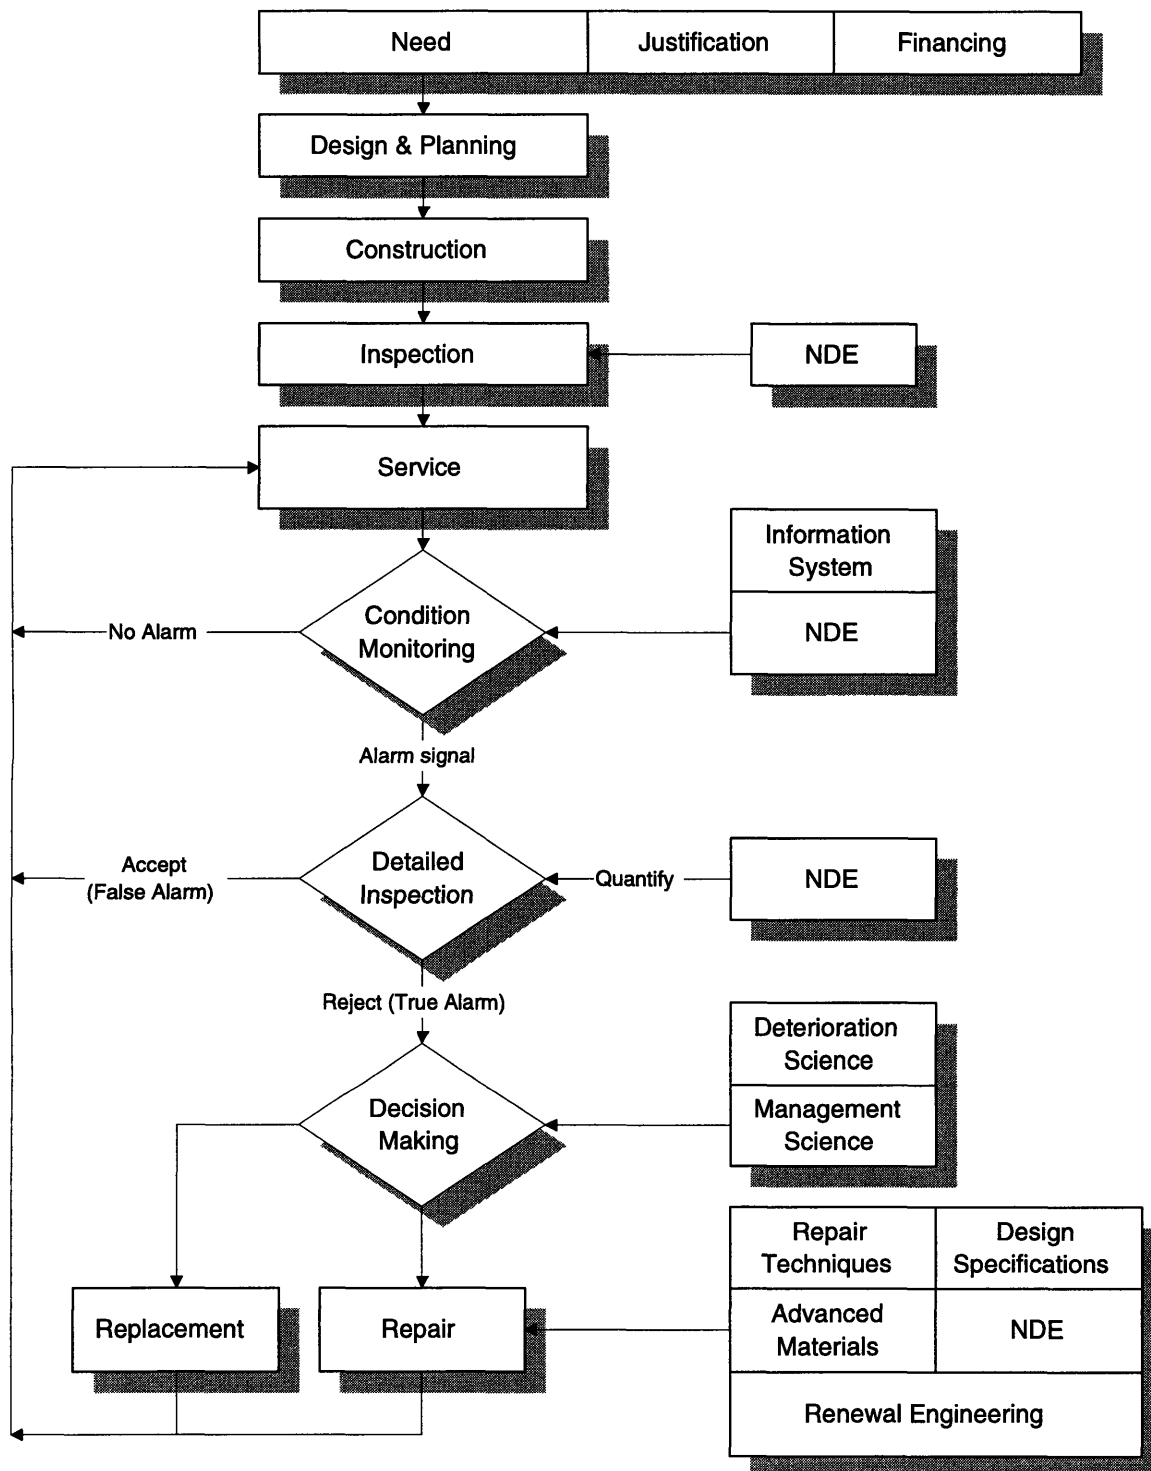 Need
Justification
Financing
Design & Planning
Construction
Inspection
NDE
Service
Information
System
NDE
Condition
Monitoring
No Alarm
Alarm signal
Detailed
Inspection
Accept
(False Alarm)
Quantify
NDE
Reject (True Alarm)
Deterioration
Science
Management
Science
Decision
Making
Repair
Techniques
Design
Specifications
Advanced
Materials
NDE
Renewal Engineering
Replacement
Repair